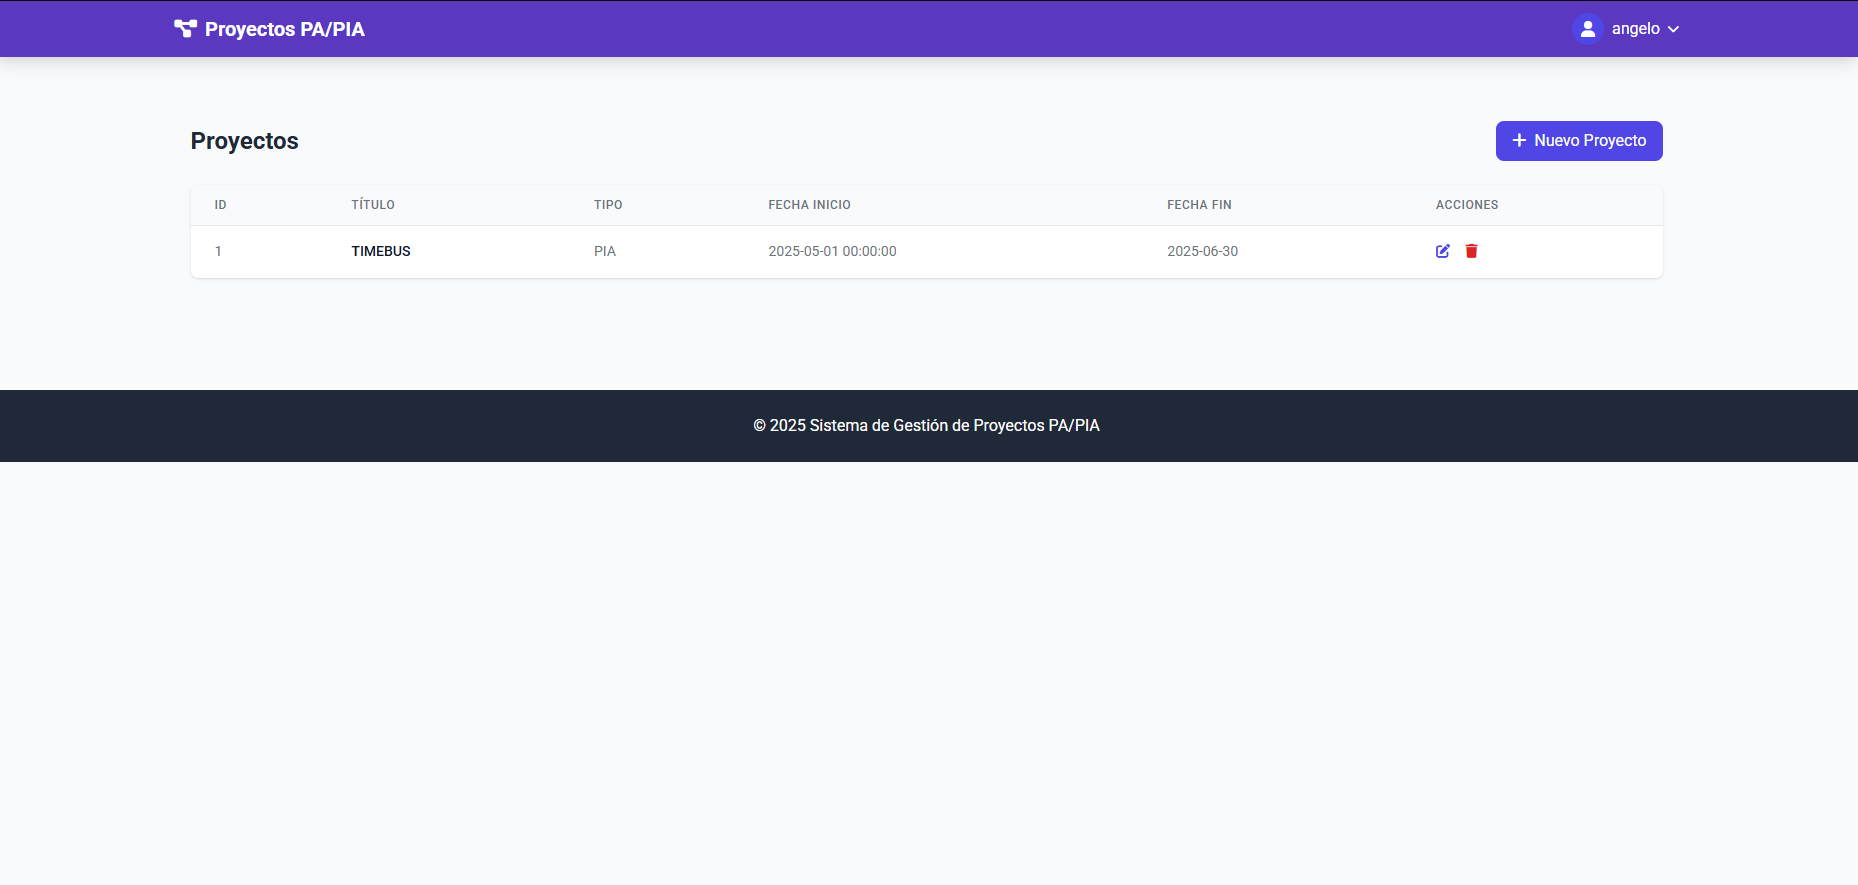 Proyectos PA/PIA
angelo
Proyectos
Nuevo Proyecto
ID TÍTULO TIPO FECHA INICIO FECHA FIN ACCIONES
1 TIMEBUS PIA 2025-05-01 00:00:00 2025-06-30
© 2025 Sistema de Gestión de Proyectos PA/PIA